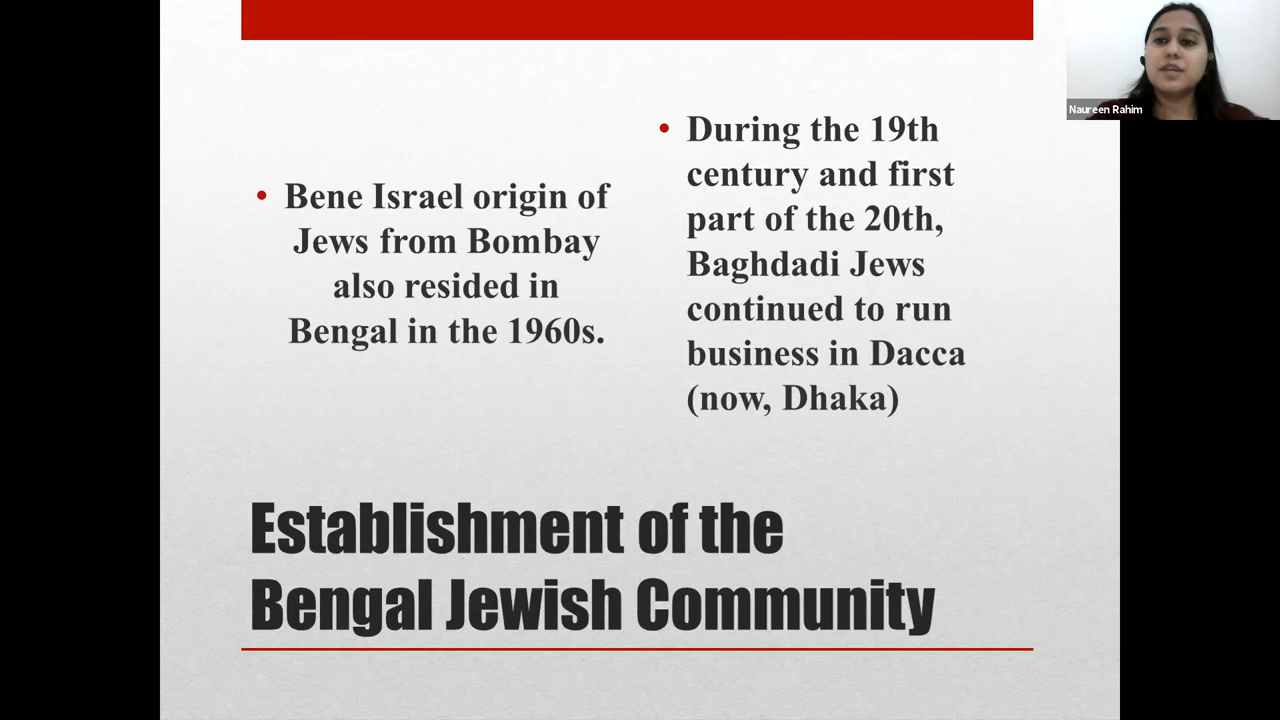 • Bene Israel origin of
Jews from Bombay
also resided in
Bengal in the 1960s.
• During the 19th
century and first
part of the 20th,
Baghdadi Jews
continued to run
business in Dacca
(now, Dhaka)
Establishment of the
Bengal Jewish Community
Naureen Rahim